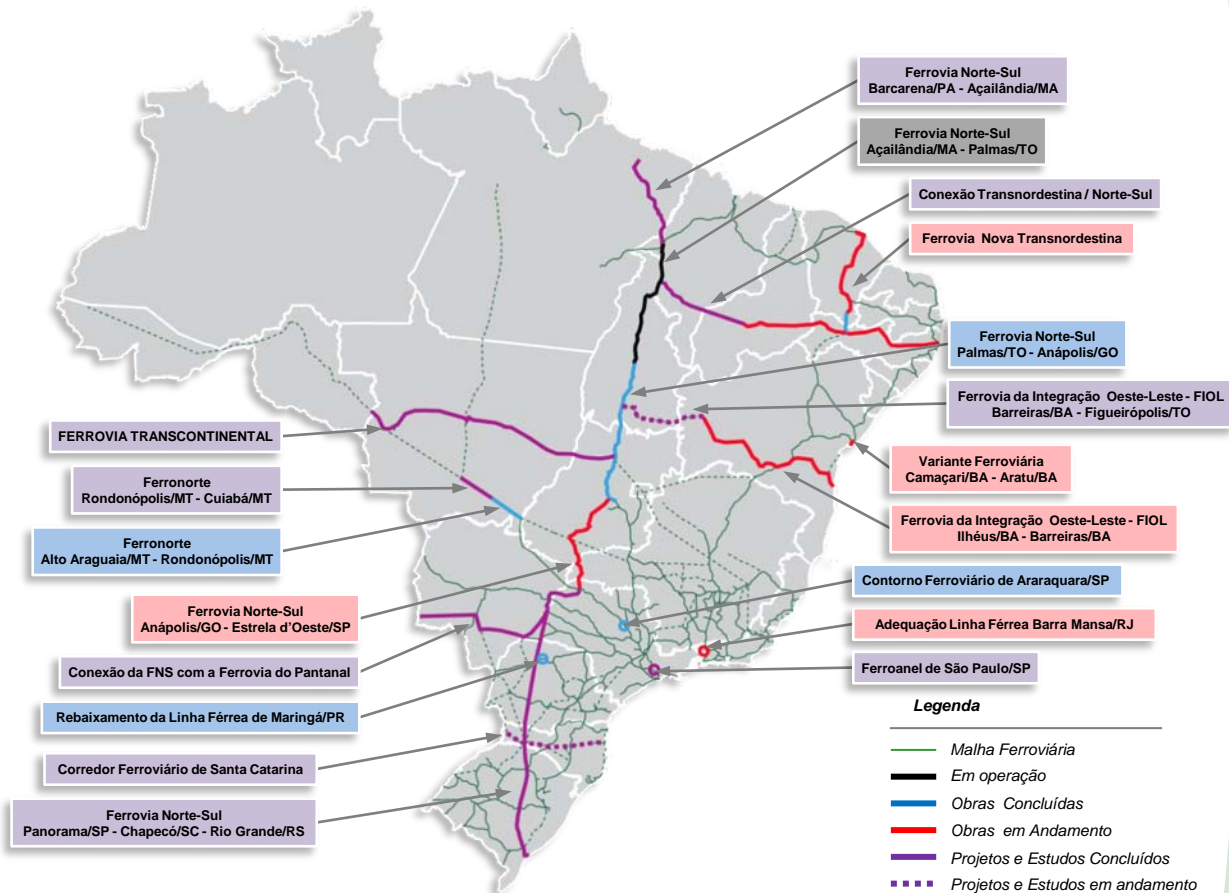 Ferrovia Norte-Sul
Barcarena/PA - Açailândia/MA
Ferrovia Norte-Sul
Açailândia/MA - Palmas/TO
Conexão Transnordestina / Norte-Sul
Ferrovia Nova Transnordestina
Ferrovia Norte-Sul
Palmas/TO - Anápolis/GO
Ferrovia da Integração Oeste-Leste - FIOL
Barreiras/BA - Figueirópolis/TO
Variante Ferroviária
Camaçari/BA - Aratu/BA
Ferrovia da Integração Oeste-Leste - FIOL
Ilhéus/BA - Barreiras/BA
Contorno Ferroviário de Araraquara/SP
Adequação Linha Férrea Barra Mansa/RJ
Ferroanel de São Paulo/SP
FERROVIA TRANSCONTINENTAL
Ferronorte
Rondonópolis/MT - Cuiabá/MT
Ferronorte
Alto Araguaia/MT - Rondonópolis/MT
Ferrovia Norte-Sul
Anápolis/GO - Estrela d'Oeste/SP
Conexão da FNS com a Ferrovia do Pantanal
Rebaixamento da Linha Férrea de Maringá/PR
Corredor Ferroviário de Santa Catarina
Ferrovia Norte-Sul
Panorama/SP - Chapecó/SC - Rio Grande/RS
Legenda
Malha Ferroviária
Em operação
Obras Concluídas
Obras em Andamento
Projetos e Estudos Concluídos
Projetos e Estudos em andamento